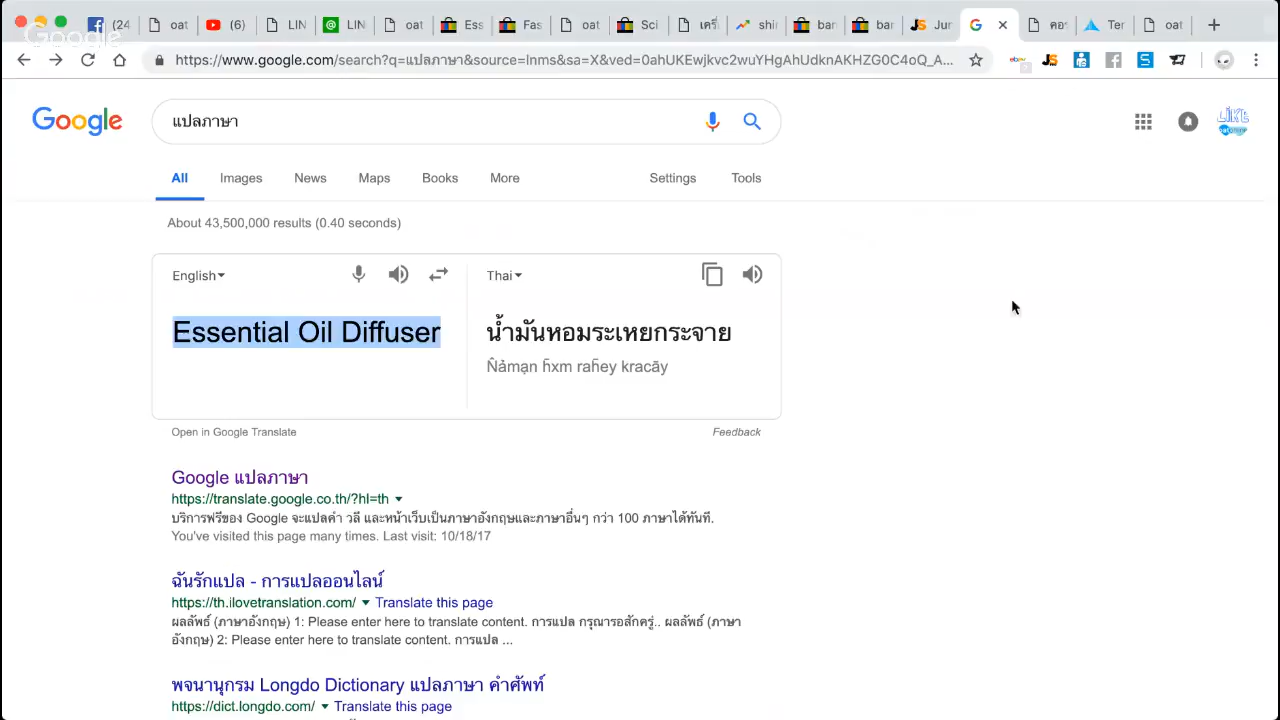 (24
oat
(6)
LIN
LIN
oat
Ess
Fas
oat
Sci
เครื่
shir
bar
bar
Jun
คอร
Ter
oat
Google
https://www.google.com/search?q=แปลภาษา&source=lnms&sa=X&ved=0ahUKEwjkvc2wuYHgAhUdknAKHZG0C4oQ_A...
Google
แปลภาษา
All Images News Maps Books More Settings Tools
About 43,500,000 results (0.40 seconds)
English Thai
Essential Oil Diffuser น้ำมันหอมระเหยกระจาย
N̂ảmạn h̄xm rah̄ey kracāy
Open in Google Translate Feedback
Google แปลภาษา
https://translate.google.co.th/?hl=th
บริการฟรีของ Google จะแปลคำ วลี และหน้าเว็บเป็นภาษาอังกฤษและภาษาอื่นๆ กว่า 100 ภาษาได้ทันที.
You've visited this page many times. Last visit: 10/18/17
ฉันรักแปล - การแปลออนไลน์
https://th.ilovetranslation.com/ Translate this page
ผลลัพธ์ (ภาษาอังกฤษ) 1: Please enter here to translate content. การแปล กรุณารอสักครู่.. ผลลัพธ์ (ภาษา
อังกฤษ) 2: Please enter here to translate content. การแปล ...
พจนานุกรม Longdo Dictionary แปลภาษา คำศัพท์
https://dict.longdo.com/ Translate this page